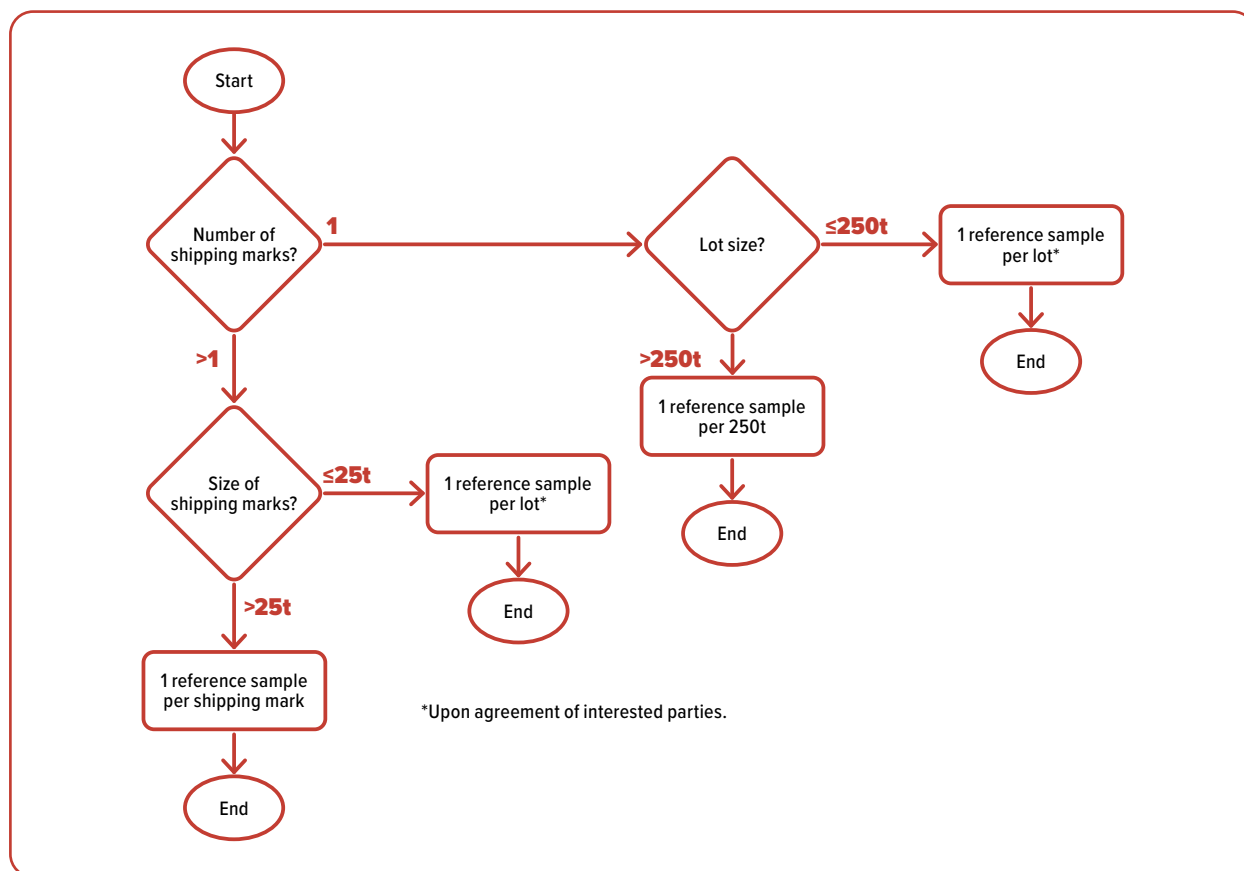 Start
Number of
shipping marks?
1
Lot size?
≤250t
1 reference sample
per lot*
End
>250t
1 reference sample
per 250t
End
>1
Size of
shipping marks?
≤25t
1 reference sample
per lot*
End
>25t
1 reference sample
per shipping mark
End
*Upon agreement of interested parties.